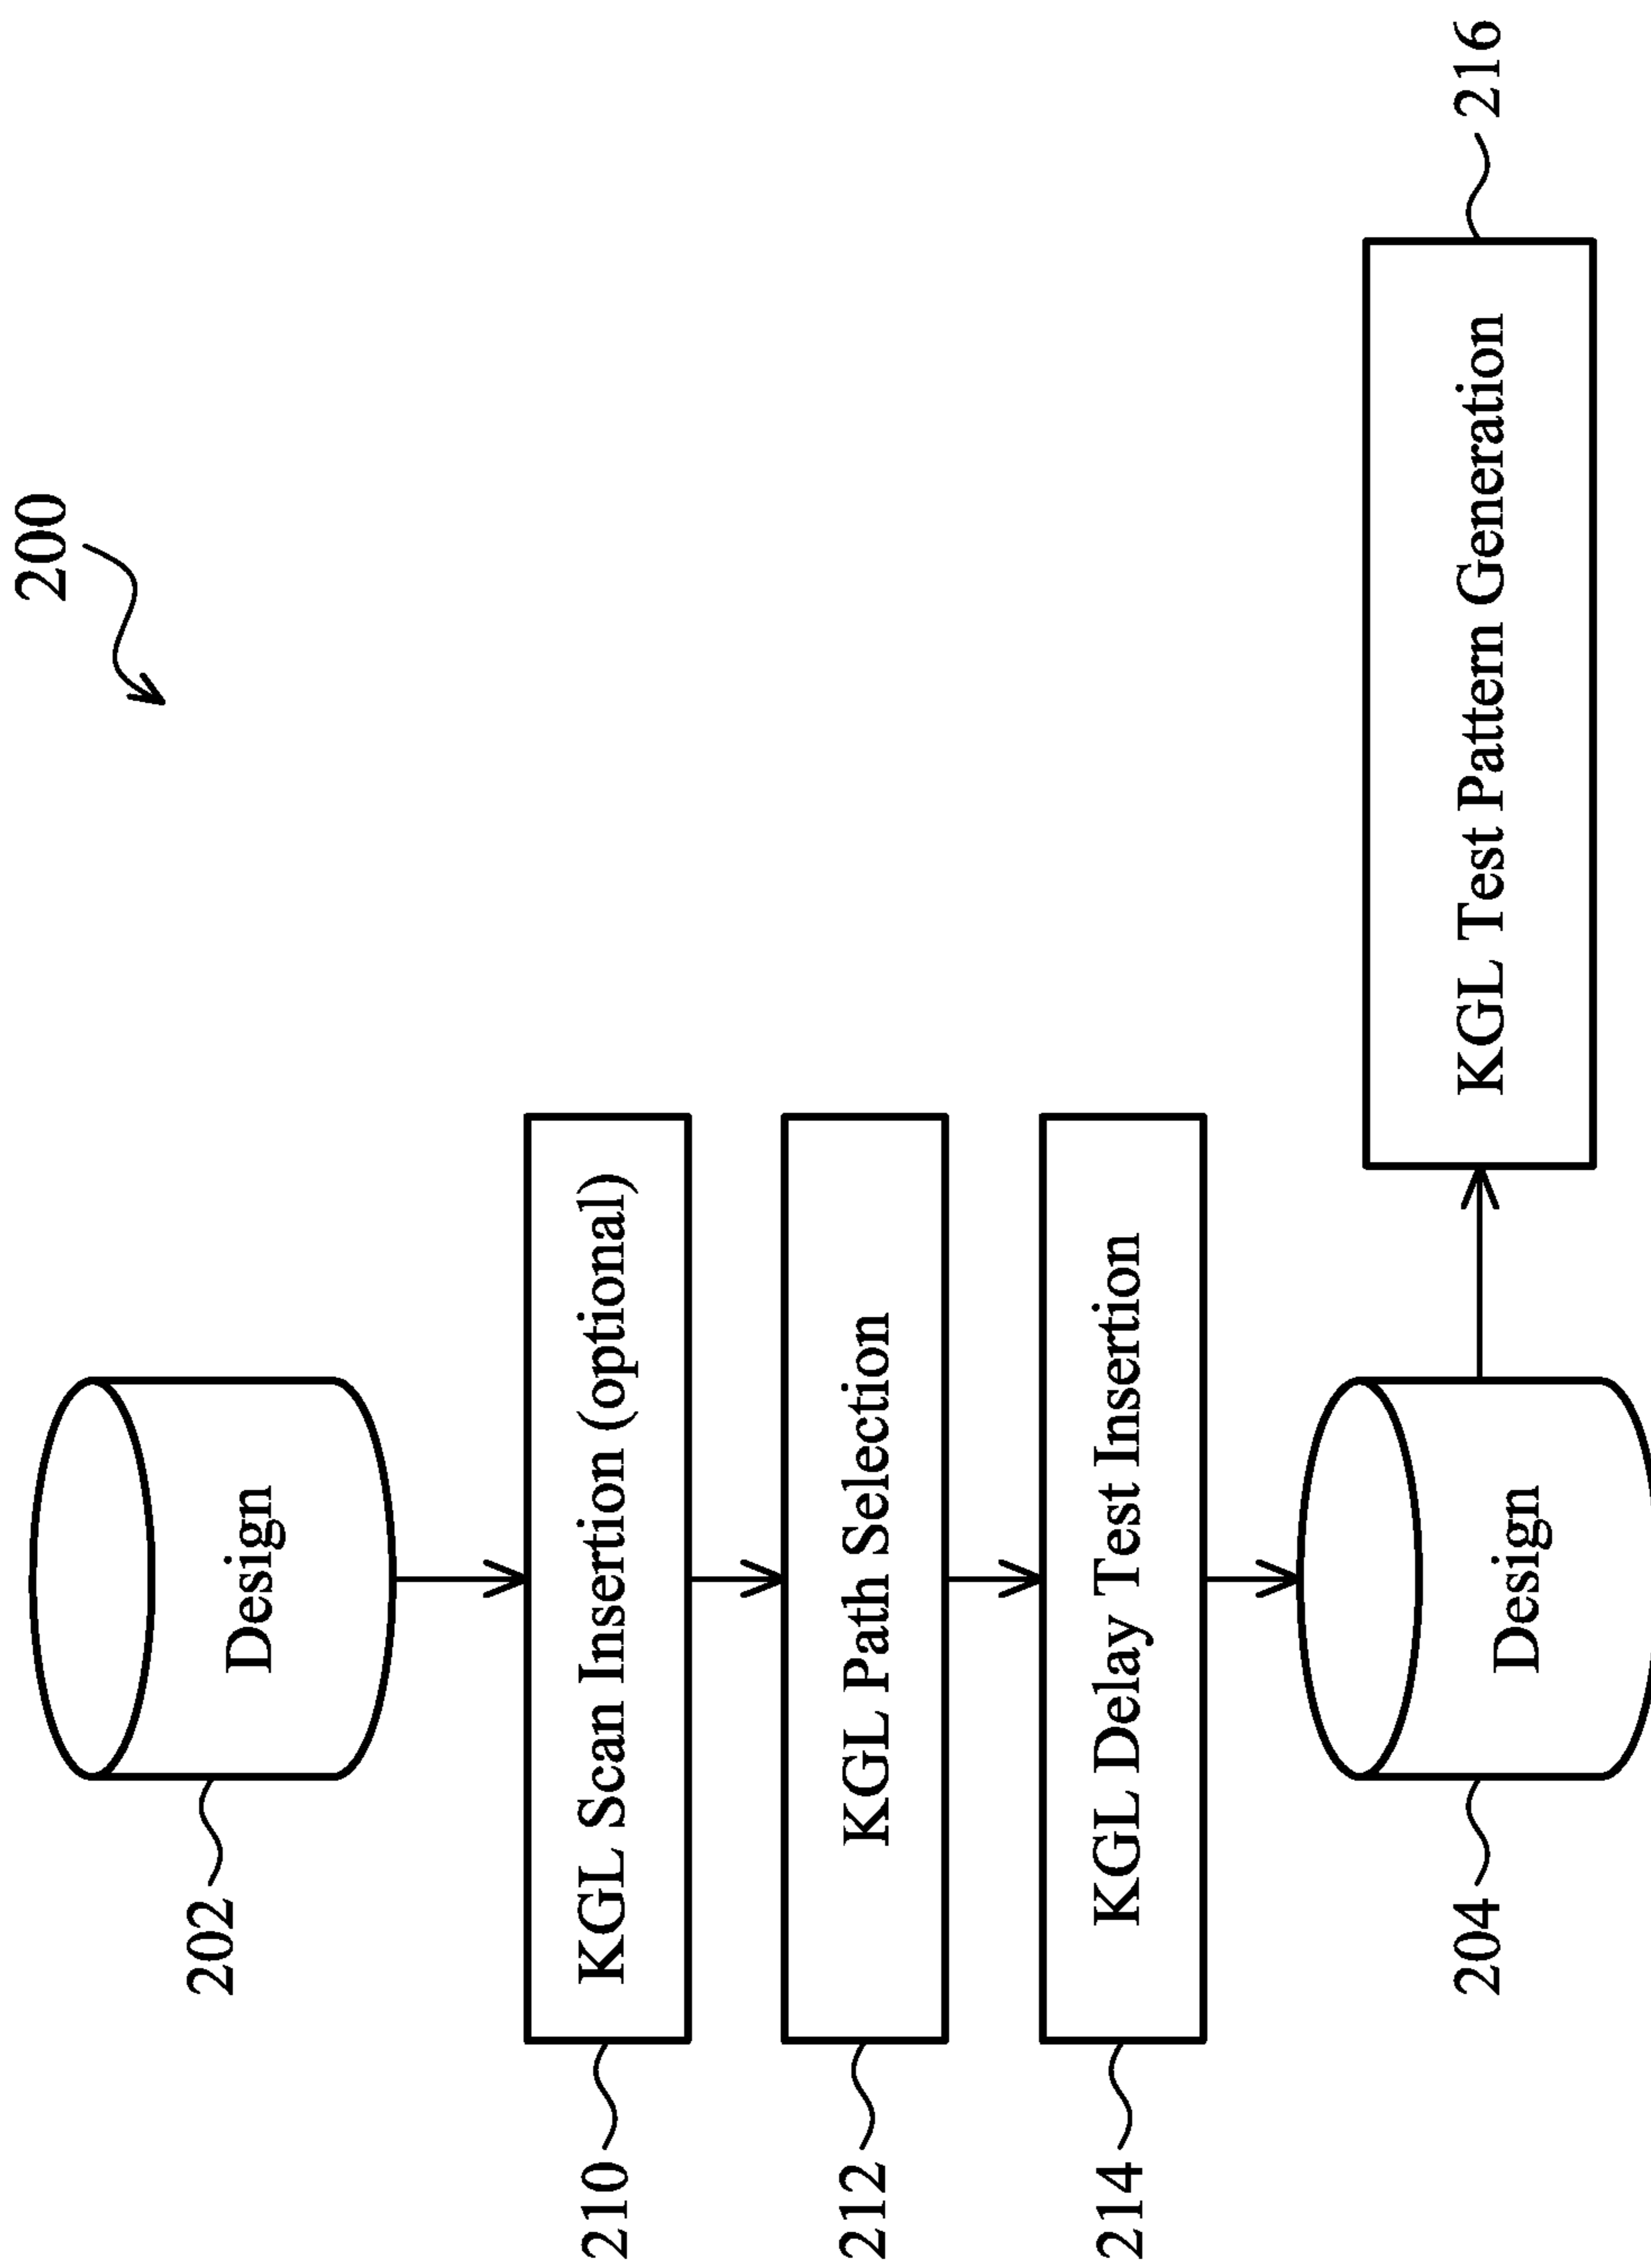 200
202
Design
210
KGL Scan Insertion (optional)
212
KGL Path Selection
214
KGL Delay Test Insertion
204
Design
KGL Test Pattern Generation
216